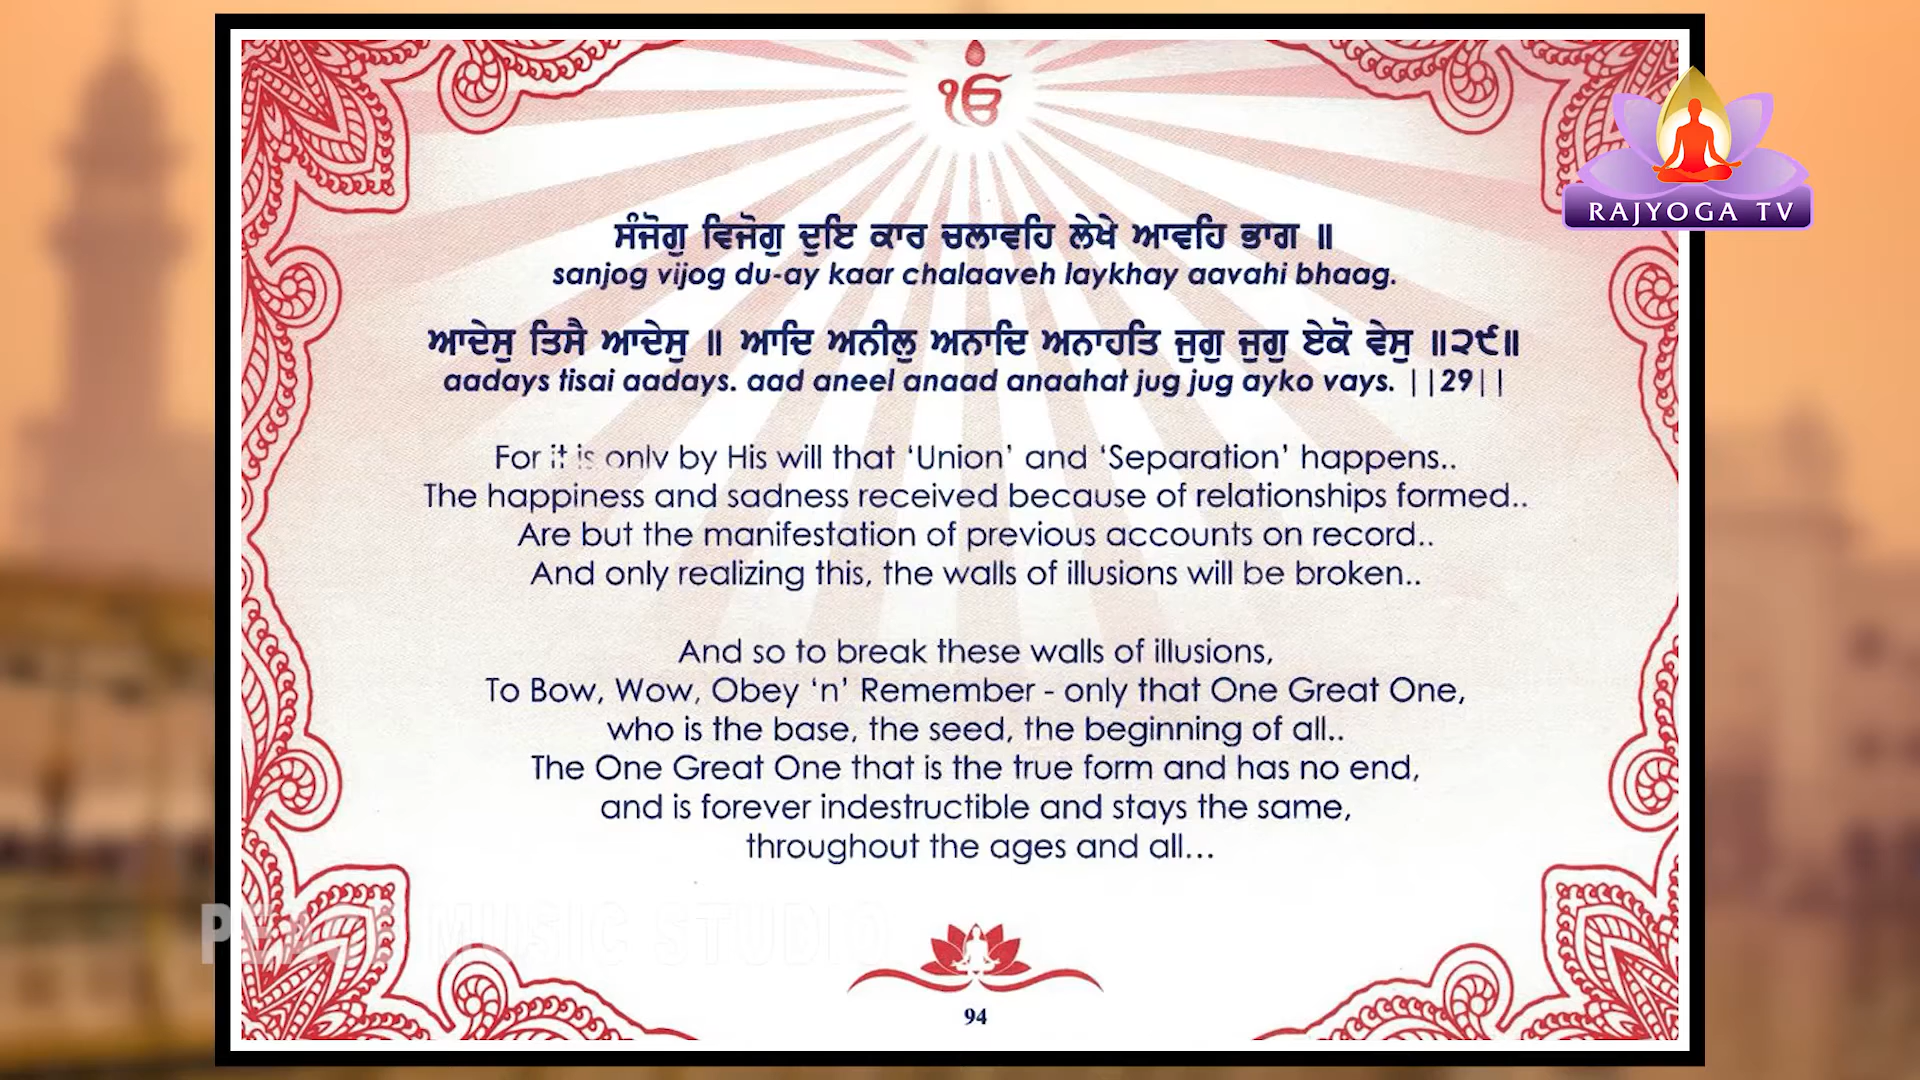 ੴ
RAJYOGA TV
ਸੰਜੋਗੁ ਵਿਜੋਗੁ ਦੁਇ ਕਾਰ ਚਲਾਵਹਿ ਲੇਖੇ ਆਵਹਿ ਭਾਗ ॥
sanjog vijog du-ay kaar chalaaveh laykhay aavahi bhaag.
ਆਦੇਸੁ ਤਿਸੈ ਆਦੇਸੁ ॥ ਆਦਿ ਅਨੀਲੁ ਅਨਾਦਿ ਅਨਾਹਤਿ ਜੁਗੁ ਜੁਗੁ ਏਕੋ ਵੇਸੁ ॥੨੯॥
aadays tisai aadays. aad aneel anaad anaahat jug jug ayko vays. ||29||
For it is only by His will that ‘Union’ and ‘Separation’ happens..
The happiness and sadness received because of relationships formed..
Are but the manifestation of previous accounts on record..
And only realizing this, the walls of illusions will be broken..
And so to break these walls of illusions,
To Bow, Wow, Obey ‘n’ Remember - only that One Great One,
who is the base, the seed, the beginning of all..
The One Great One that is the true form and has no end,
and is forever indestructible and stays the same,
throughout the ages and all...
PEACE MUSIC STUDIO
94